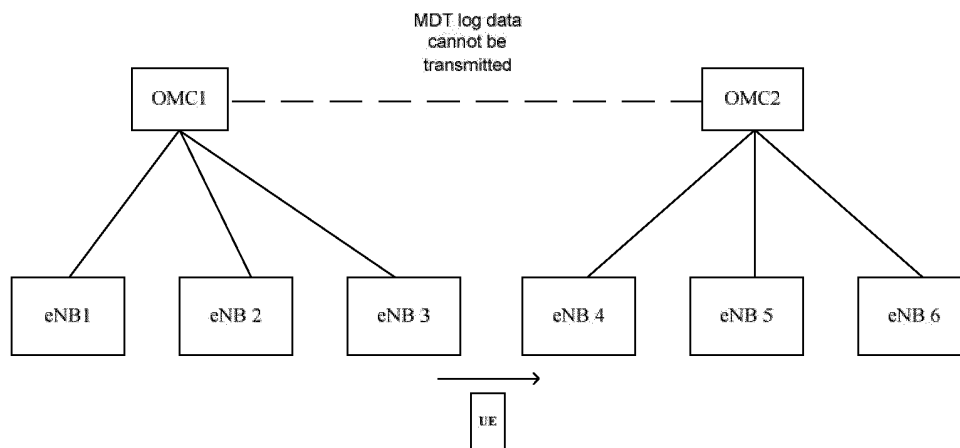 MDT log data
cannot be
transmitted
OMC1
OMC2
eNB1
eNB 2
eNB 3
eNB 4
eNB 5
eNB 6
UE